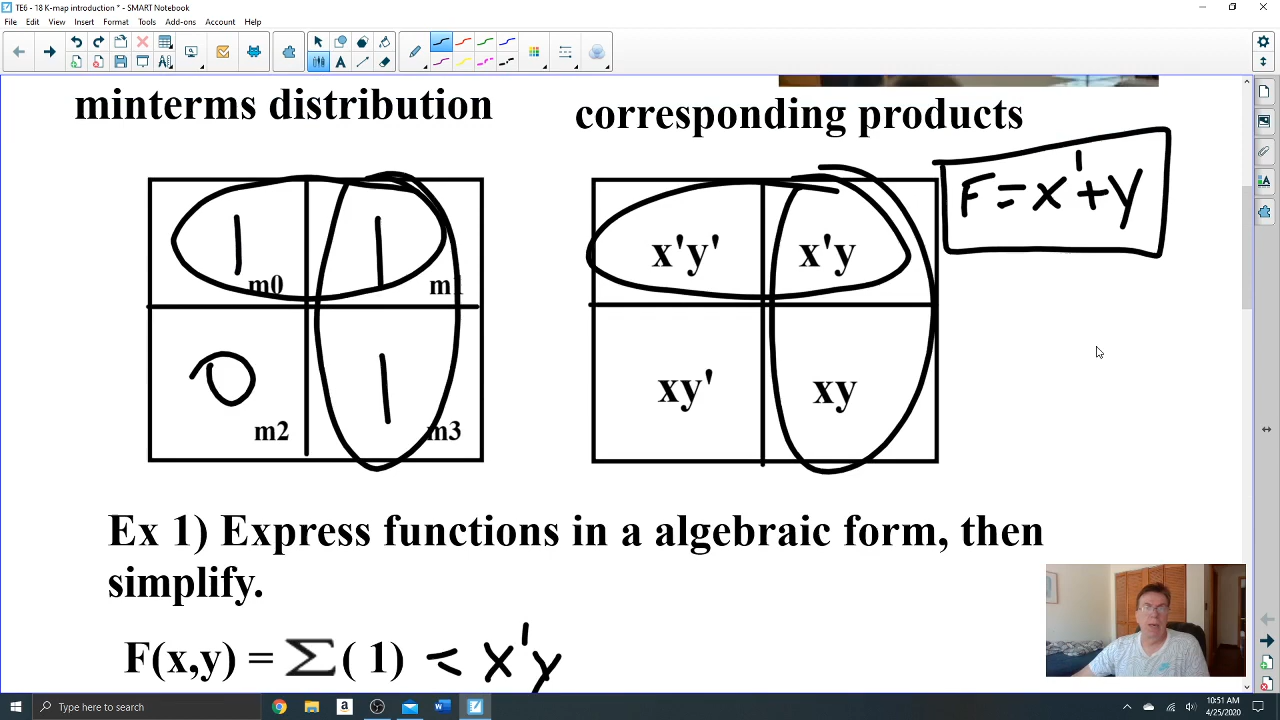 TE6 - 18 K-map introduction * - SMART Notebook
File Edit View Insert Format Tools Add-ons Account Help
minterms distribution
corresponding products
F = x' + y
1 1
m0 m1
0 1
m2 m3
x'y' x'y
xy' xy
Ex 1) Express functions in a algebraic form, then
simplify.
F(x,y) = Σ( 1) = x'y
Type here to search
10:51 AM
4/25/2020